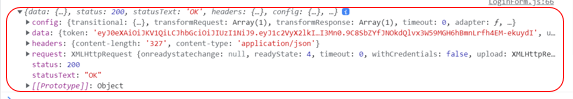 LoginForm.js:66
{data: {…}, status: 200, statusText: 'OK', headers: {…}, config: {…}, …}
config: {transitional: {…}, transformRequest: Array(1), transformResponse: Array(1), timeout: 0, adapter: ƒ, …}
data: {token: 'eyJ0eXAiOiJKV1QiLCJhbGciOiJIUzI1NiJ9.eyJ1c2VyX2lkI…I3Mn0.9C8SbZYfJNOkdQlvx3W59MGH6hBmnLrfh4EM-ekuydI', u
headers: {content-length: '327', content-type: 'application/json'}
request: XMLHttpRequest {onreadystatechange: null, readyState: 4, timeout: 0, withCredentials: false, upload: XMLHttpRe
status: 200
statusText: "OK"
[[Prototype]]: Object